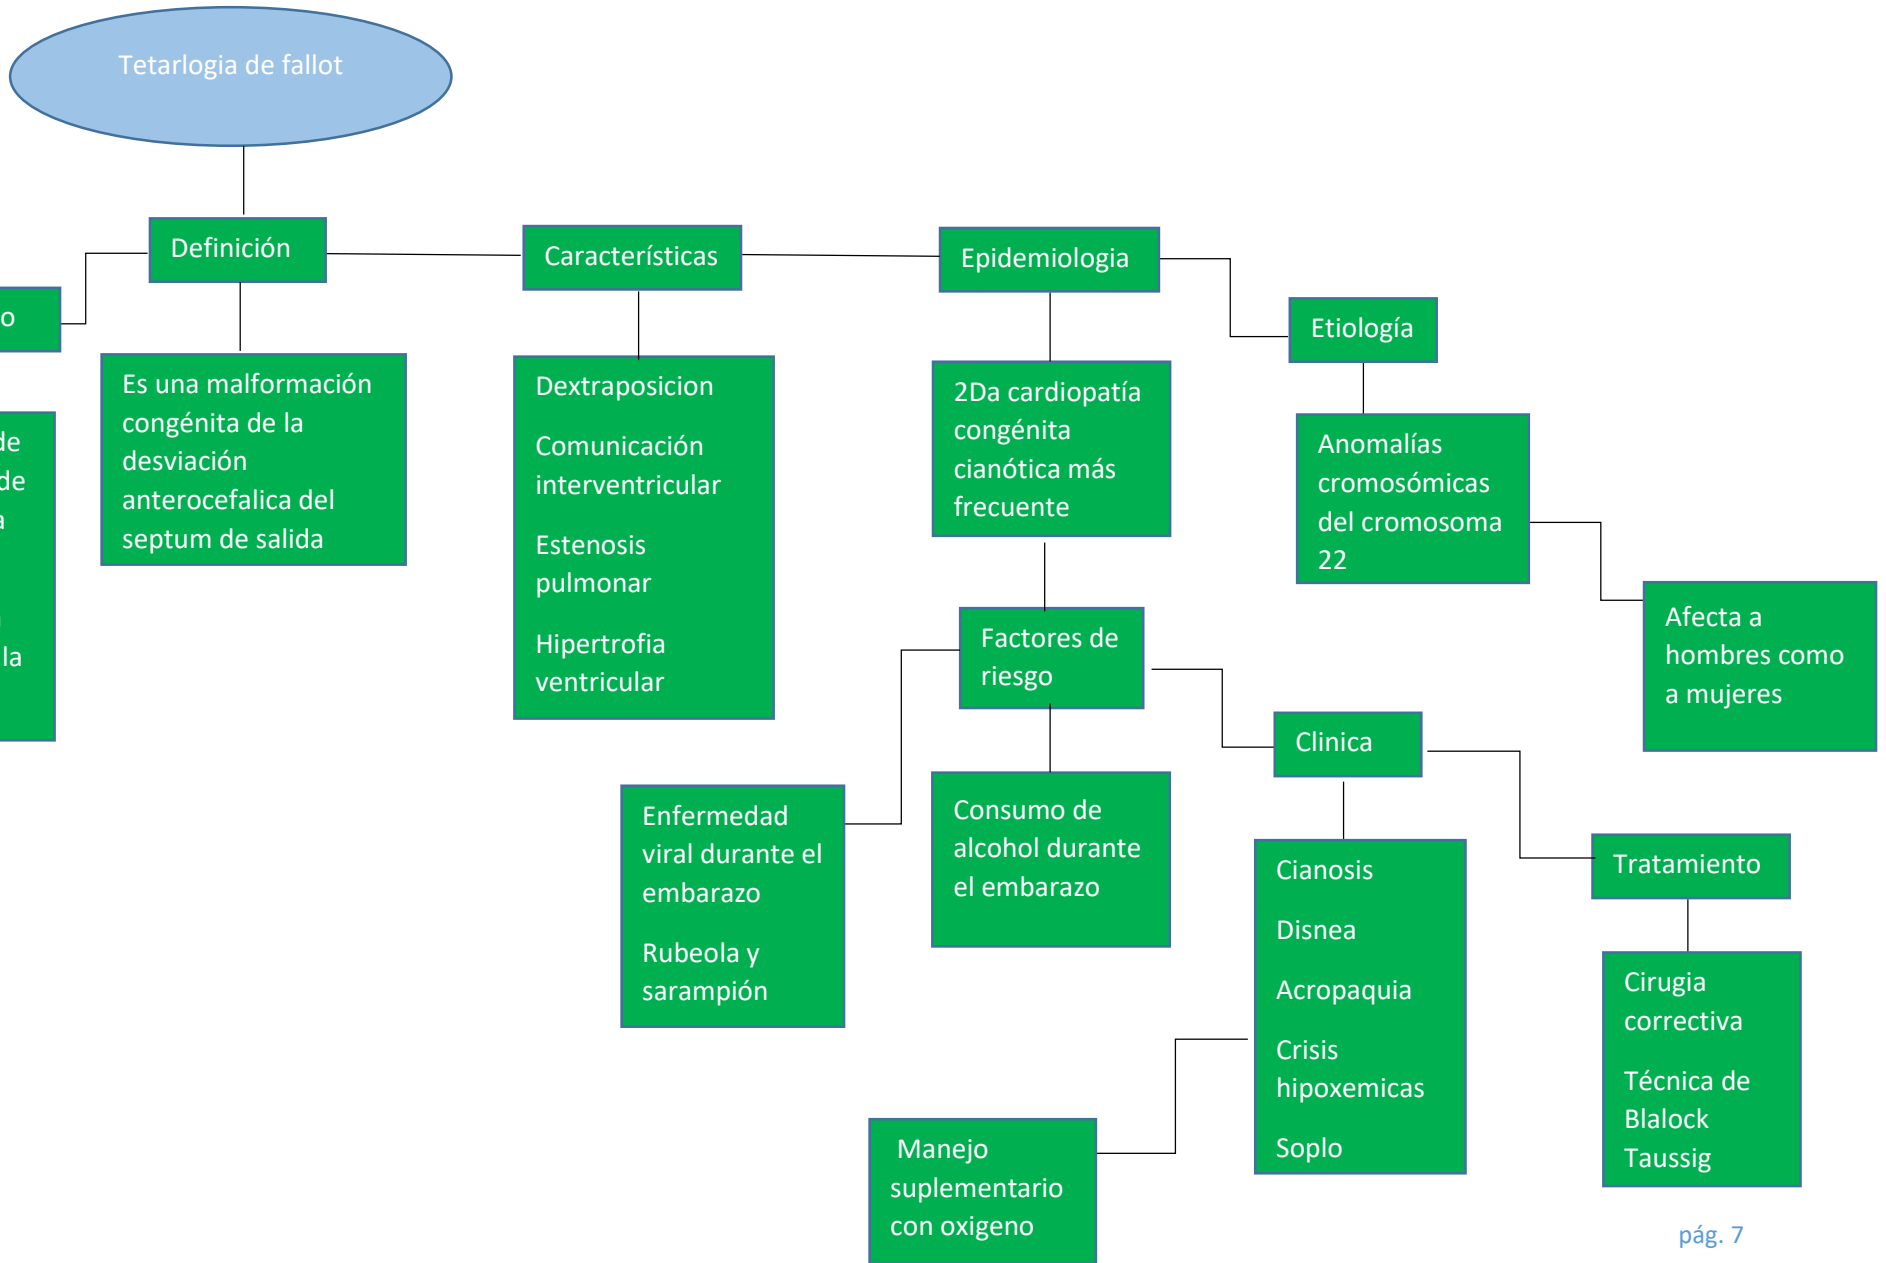 Tetarlogia de fallot
Definición
Característicias
Epidemiologia
o
Etiología
Es una malformación
congénita de la
desviación
anterocefalica del
septum de salida
Dextraposicion
Comunicación
interventricular
Estenosis
pulmonar
Hipertrofia
ventricular
2Da cardiopatía
congénita
cianótica más
frecuente
Anomalías
cromosómicas
del cromosoma
22
de
de
a
la
Afecta a
hombres como
a mujeres
Factores de
riesgo
Clinica
Enfermedad
viral durante el
embarazo
Rubeola y
sarampión
Consumo de
alcohol durante
el embarazo
Tratamiento
Cianosis
Disnea
Acropaquia
Crisis
hipoxemicas
Soplo
Cirugia
correctiva
Técnica de
Blalock
Taussig
Manejo
suplementario
con oxigeno
pág. 7